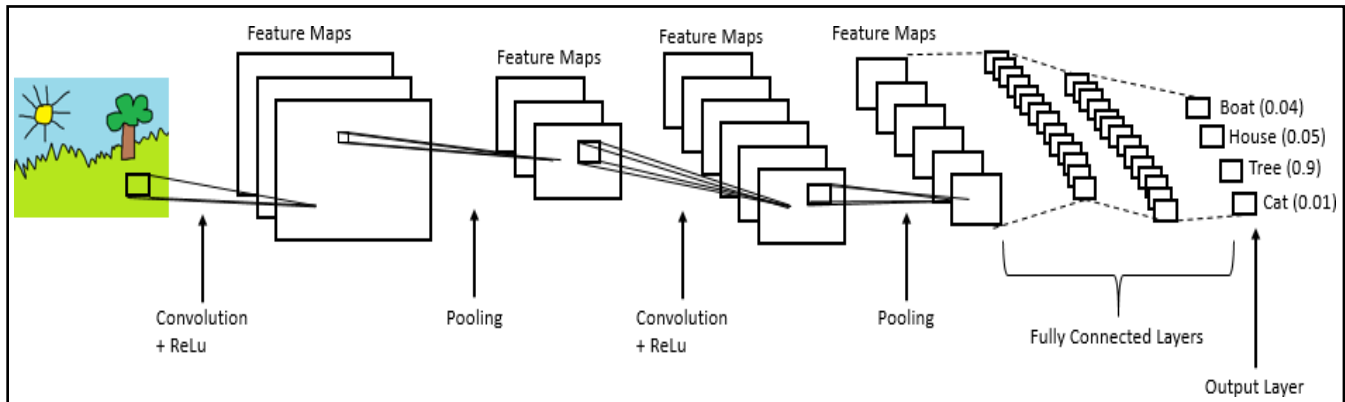 Feature Maps
Feature Maps
Feature Maps
Feature Maps
Boat (0.04)
House (0.05)
Tree (0.9)
Cat (0.01)
Convolution
+ ReLu
Pooling
Convolution
+ ReLu
Pooling
Fully Connected Layers
Output Layer